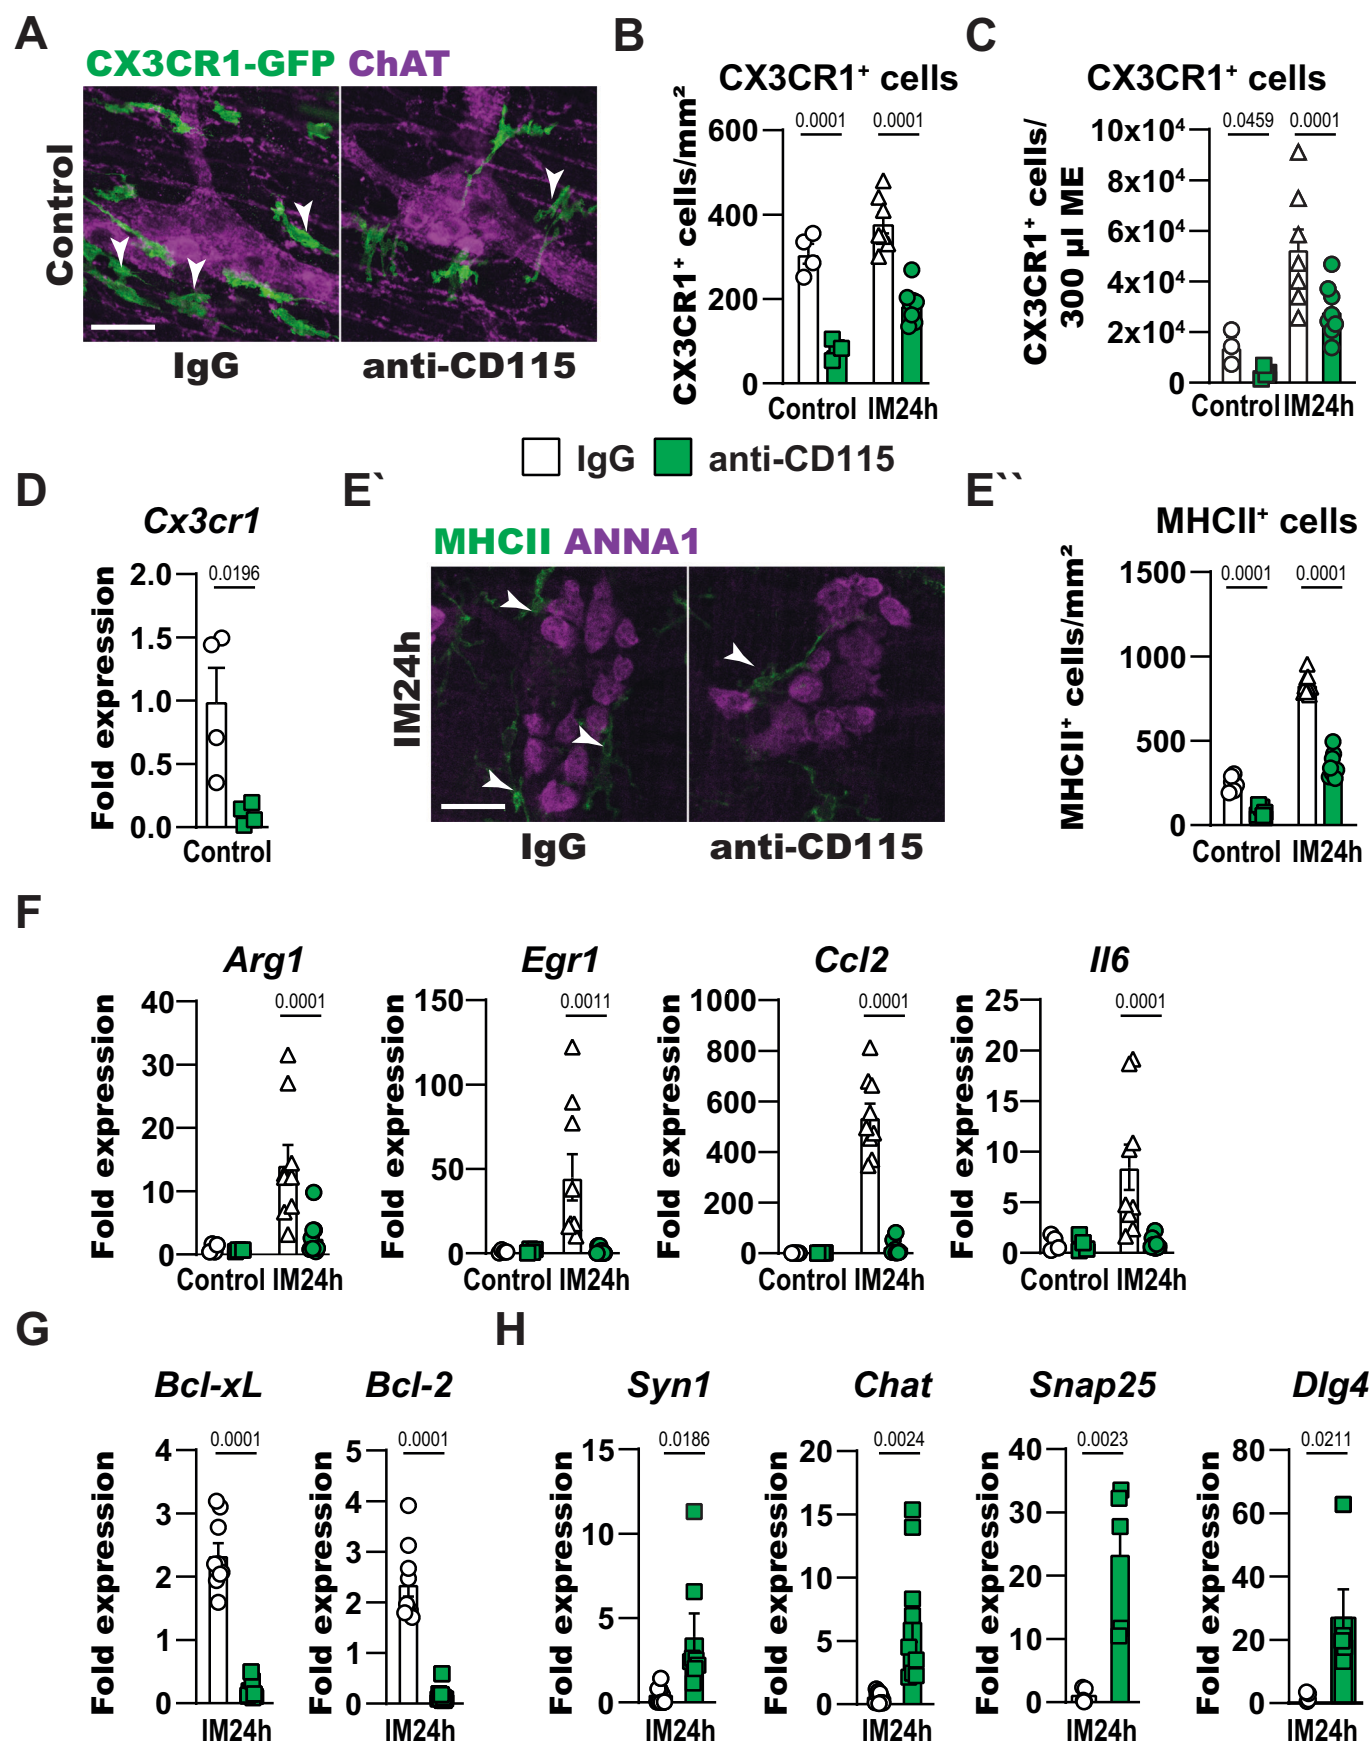 A
CX3CR1-GFP ChAT
Control
IgG
anti-CD115
B
CX3CR1⁺ cells
CX3CR1⁺ cells/mm²
600
400
200
0
0.0001
0.0001
Control
IM24h
C
CX3CR1⁺ cells
CX3CR1⁺ cells/
300 µl ME
10x10⁴
8x10⁴
6x10⁴
4x10⁴
2x10⁴
0
0.0459
0.0001
Control
IM24h
IgG
anti-CD115
D
Cx3cr1
Fold expression
2.0
1.5
1.0
0.5
0.0
0.0196
Control
E`
MHCII ANNA1
IM24h
IgG
anti-CD115
E``
MHCII⁺ cells
MHCII⁺ cells/mm²
1500
1000
500
0
0.0001
0.0001
Control
IM24h
F
Arg1
Fold expression
40
30
20
10
0
0.0001
Control IM24h
Egr1
Fold expression
150
100
50
0
0.0011
Control IM24h
Ccl2
Fold expression
1000
800
600
400
200
0
0.0001
Control IM24h
Il6
Fold expression
25
20
15
10
5
0
0.0001
Control IM24h
G
Bcl-xL
Fold expression
4
3
2
1
0
0.0001
IM24h
Bcl-2
Fold expression
5
4
3
2
1
0
0.0001
IM24h
H
Syn1
Fold expression
15
10
5
0
0.0186
IM24h
Chat
Fold expression
20
15
10
5
0
0.0024
IM24h
Snap25
Fold expression
40
30
20
10
0
0.0023
IM24h
Dlg4
Fold expression
80
60
40
20
0
0.0211
IM24h